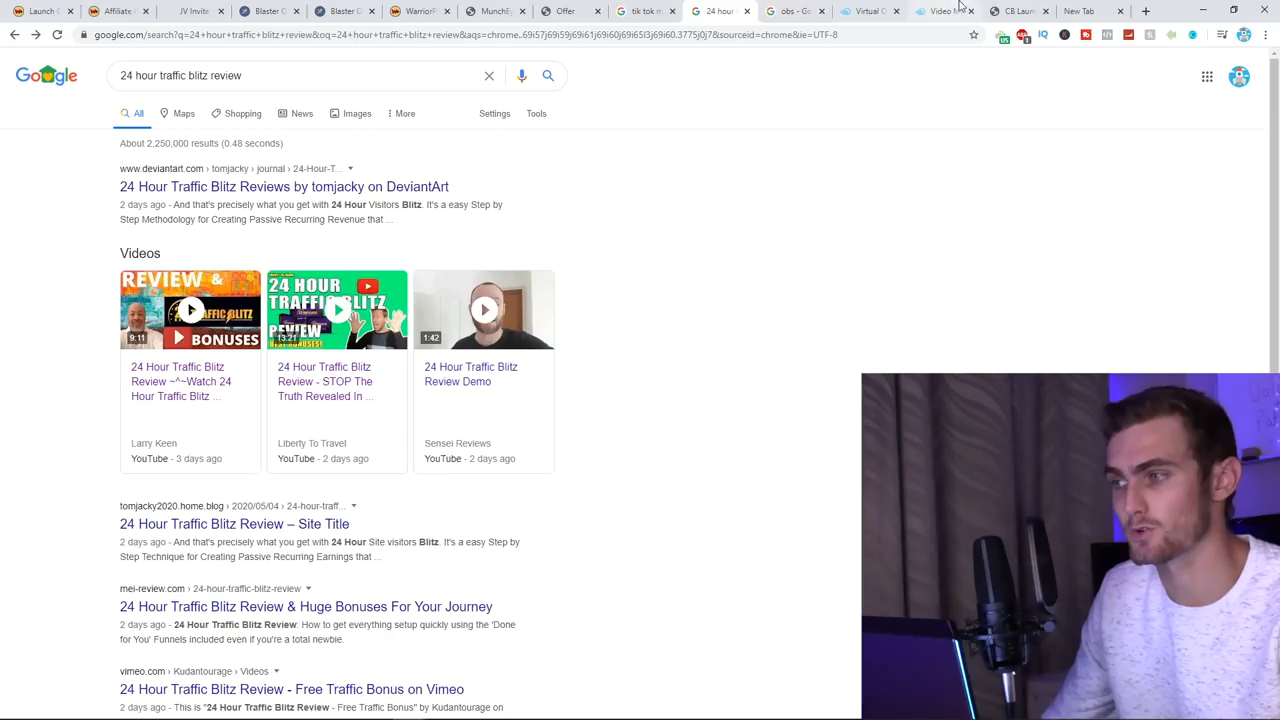 Launch C
Affiliate F
JV Invite
Blaster C
Blaster C
WarriorP
MunchEy
Offer
tik tok n
24 hour
obs - Go
Virtual D
Video M
CB Laun
New Tab
google.com/search?q=24+hour+traffic+blitz+review&oq=24+hour+traffic+blitz+review&aqs=chrome..69i57j69i59j69i61j69i60l3j69i60.3775j0j7&sourceid=chrome&ie=UTF-8
24 hour traffic blitz review
All
Maps
Shopping
News
Images
More
Settings
Tools
About 2,250,000 results (0.48 seconds)
www.deviantart.com › tomjacky › journal › 24-Hour-T...
24 Hour Traffic Blitz Reviews by tomjacky on DeviantArt
2 days ago - And that's precisely what you get with 24 Hour Visitors Blitz. It's a easy Step by
Step Methodology for Creating Passive Recurring Revenue that ...
Videos
REVIEW &
TRAFFIC BLITZ
BONUSES
9:11
24 HOUR
TRAFFIC BLITZ
REVIEW
BEST BONUSES!
13:21
1:42
24 Hour Traffic Blitz
Review ~^~Watch 24
Hour Traffic Blitz ...
Larry Keen
YouTube - 3 days ago
24 Hour Traffic Blitz
Review - STOP The
Truth Revealed In ...
Liberty To Travel
YouTube - 2 days ago
24 Hour Traffic Blitz
Review Demo
Sensei Reviews
YouTube - 2 days ago
tomjacky2020.home.blog › 2020/05/04 › 24-hour-traff...
24 Hour Traffic Blitz Review – Site Title
2 days ago - And that's precisely what you get with 24 Hour Site visitors Blitz. It's a easy Step by
Step Technique for Creating Passive Recurring Earnings that ...
mei-review.com › 24-hour-traffic-blitz-review
24 Hour Traffic Blitz Review & Huge Bonuses For Your Journey
2 days ago - 24 Hour Traffic Blitz Review: How to get everything setup quickly using the 'Done
for You' Funnels included even if you're a total newbie.
vimeo.com › Kudantourage › Videos
24 Hour Traffic Blitz Review - Free Traffic Bonus on Vimeo
2 days ago - This is "24 Hour Traffic Blitz Review - Free Traffic Bonus" by Kudantourage on